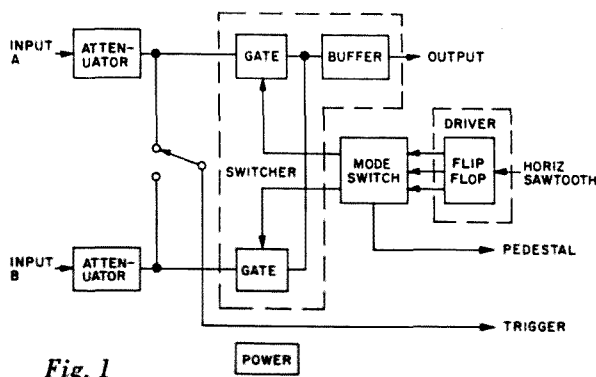 INPUT
A
ATTEN-
UATOR
GATE
BUFFER
OUTPUT
SWITCHER
MODE
SWITCH
DRIVER
FLIP
FLOP
HORIZ
SAWTOOTH
INPUT
B
ATTEN-
UATOR
GATE
PEDESTAL
TRIGGER
POWER
Fig. 1